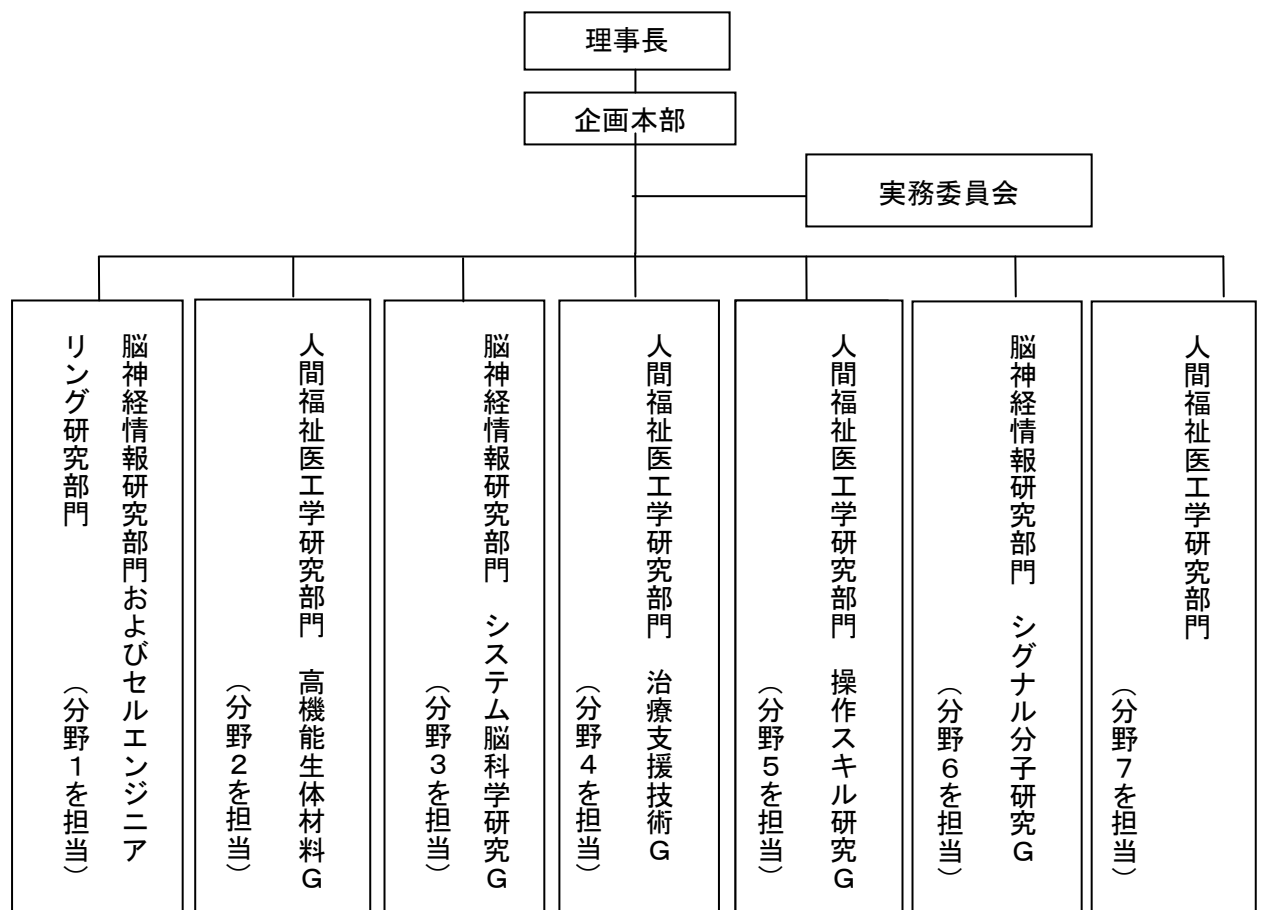 理事長
企画本部
実務委員会
脳神経情報研究部門およびセルエンジニア
リング研究部門
（分野１を担当）
人間福祉医工学研究部門　高機能生体材料Ｇ
（分野２を担当）
脳神経情報研究部門　システム脳科学研究Ｇ
（分野３を担当）
人間福祉医工学研究部門　治療支援技術Ｇ
（分野４を担当）
人間福祉医工学研究部門　操作スキル研究Ｇ
（分野５を担当）
脳神経情報研究部門　シグナル分子研究Ｇ
（分野６を担当）
人間福祉医工学研究部門
（分野７を担当）